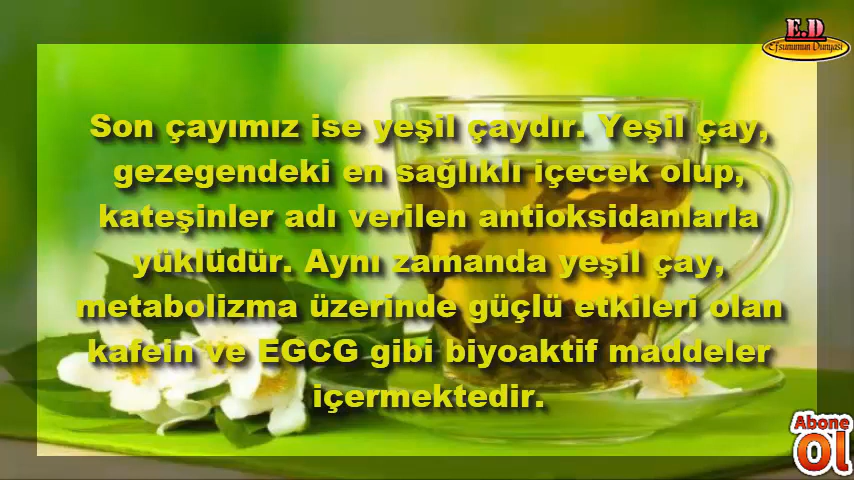 E.D
Efsunumun Dünyası
Son çayımız ise yeşil çaydır. Yeşil çay,
gezegendeki en sağlıklı içecek olup,
kateşinler adı verilen antioksidanlarla
yüklüdür. Aynı zamanda yeşil çay,
metabolizma üzerinde güçlü etkileri olan
kafein ve EGCG gibi biyoaktif maddeler
içermektedir.
Abone
Ol